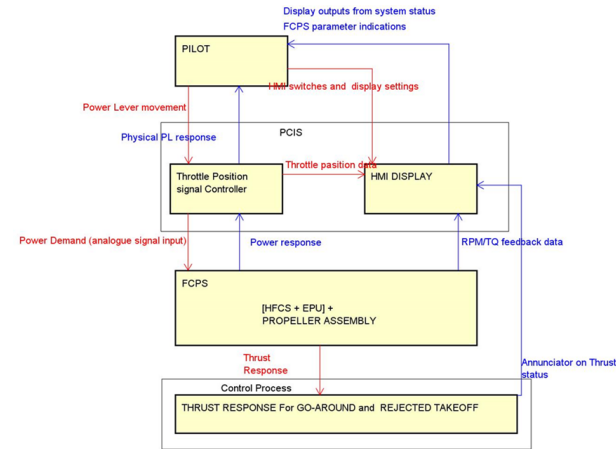 Display outputs from system status
FCPS parameter indications
PILOT
HMI switches and display settings
Power Lever movement
PCIS
Physical PL response
Throttle position data
Throttle Position
signal Controller
HMI DISPLAY
Power Demand (analogue signal input)
Power response
RPM/TQ feedback data
FCPS
[HFCS + EPU] +
PROPELLER ASSEMBLY
Thrust
Response
Annunciator on Thrust
status
Control Process
THRUST RESPONSE For GO-AROUND and REJECTED TAKEOFF